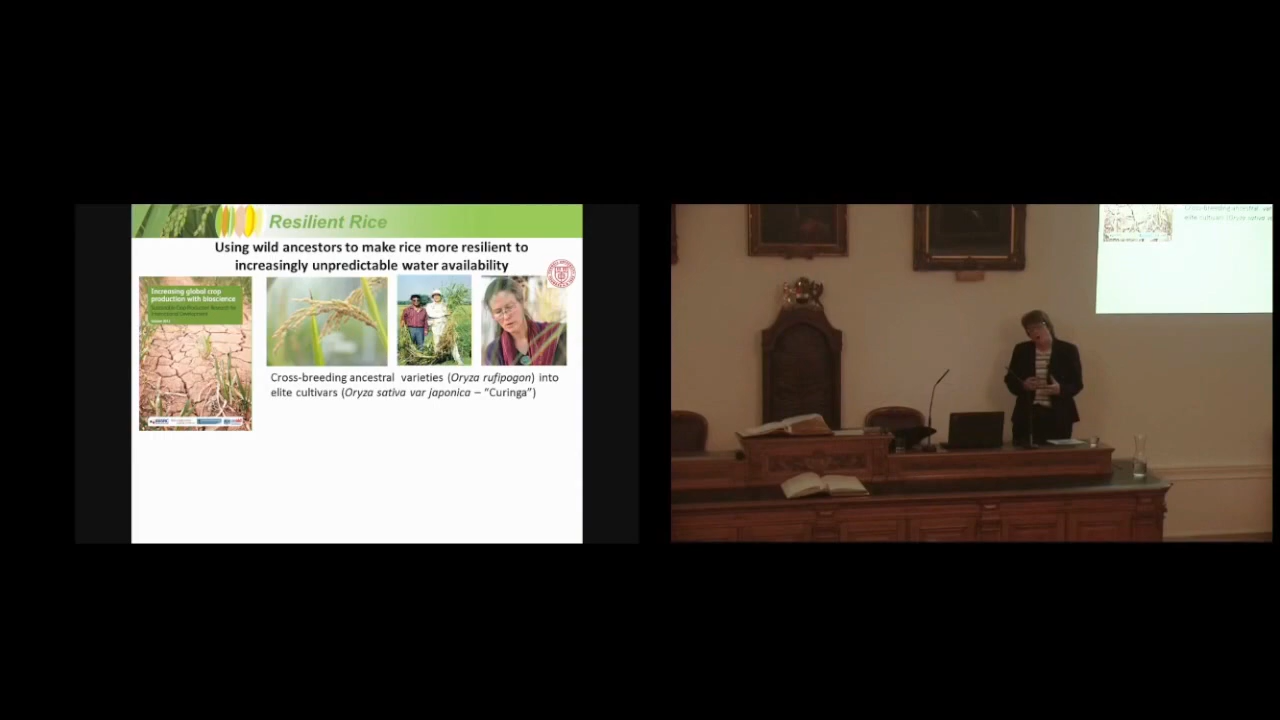 Resilient Rice
Using wild ancestors to make rice more resilient to
increasingly unpredictable water availability
Increasing global crop
production with bioscience
Cross-breeding ancestral varieties (Oryza rufipogon) into
elite cultivars (Oryza sativa var japonica – “Curinga”)